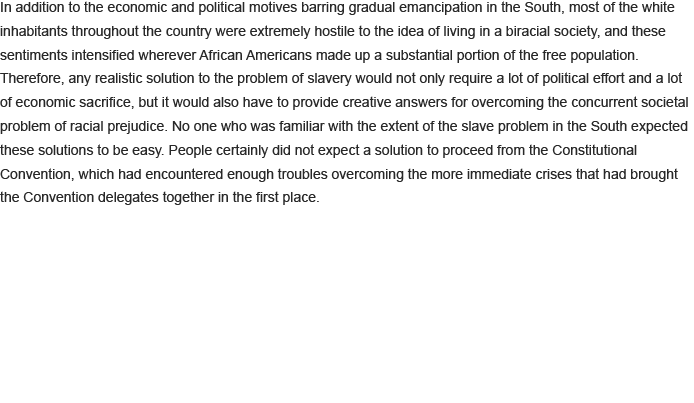 In addition to the economic and political motives barring gradual emancipation in the South, most of the white
inhabitants throughout the country were extremely hostile to the idea of living in a biracial society, and these
sentiments intensified wherever African Americans made up a substantial portion of the free population.
Therefore, any realistic solution to the problem of slavery would not only require a lot of political effort and a lot
of economic sacrifice, but it would also have to provide creative answers for overcoming the concurrent societal
problem of racial prejudice. No one who was familiar with the extent of the slave problem in the South expected
these solutions to be easy. People certainly did not expect a solution to proceed from the Constitutional
Convention, which had encountered enough troubles overcoming the more immediate crises that had brought
the Convention delegates together in the first place.